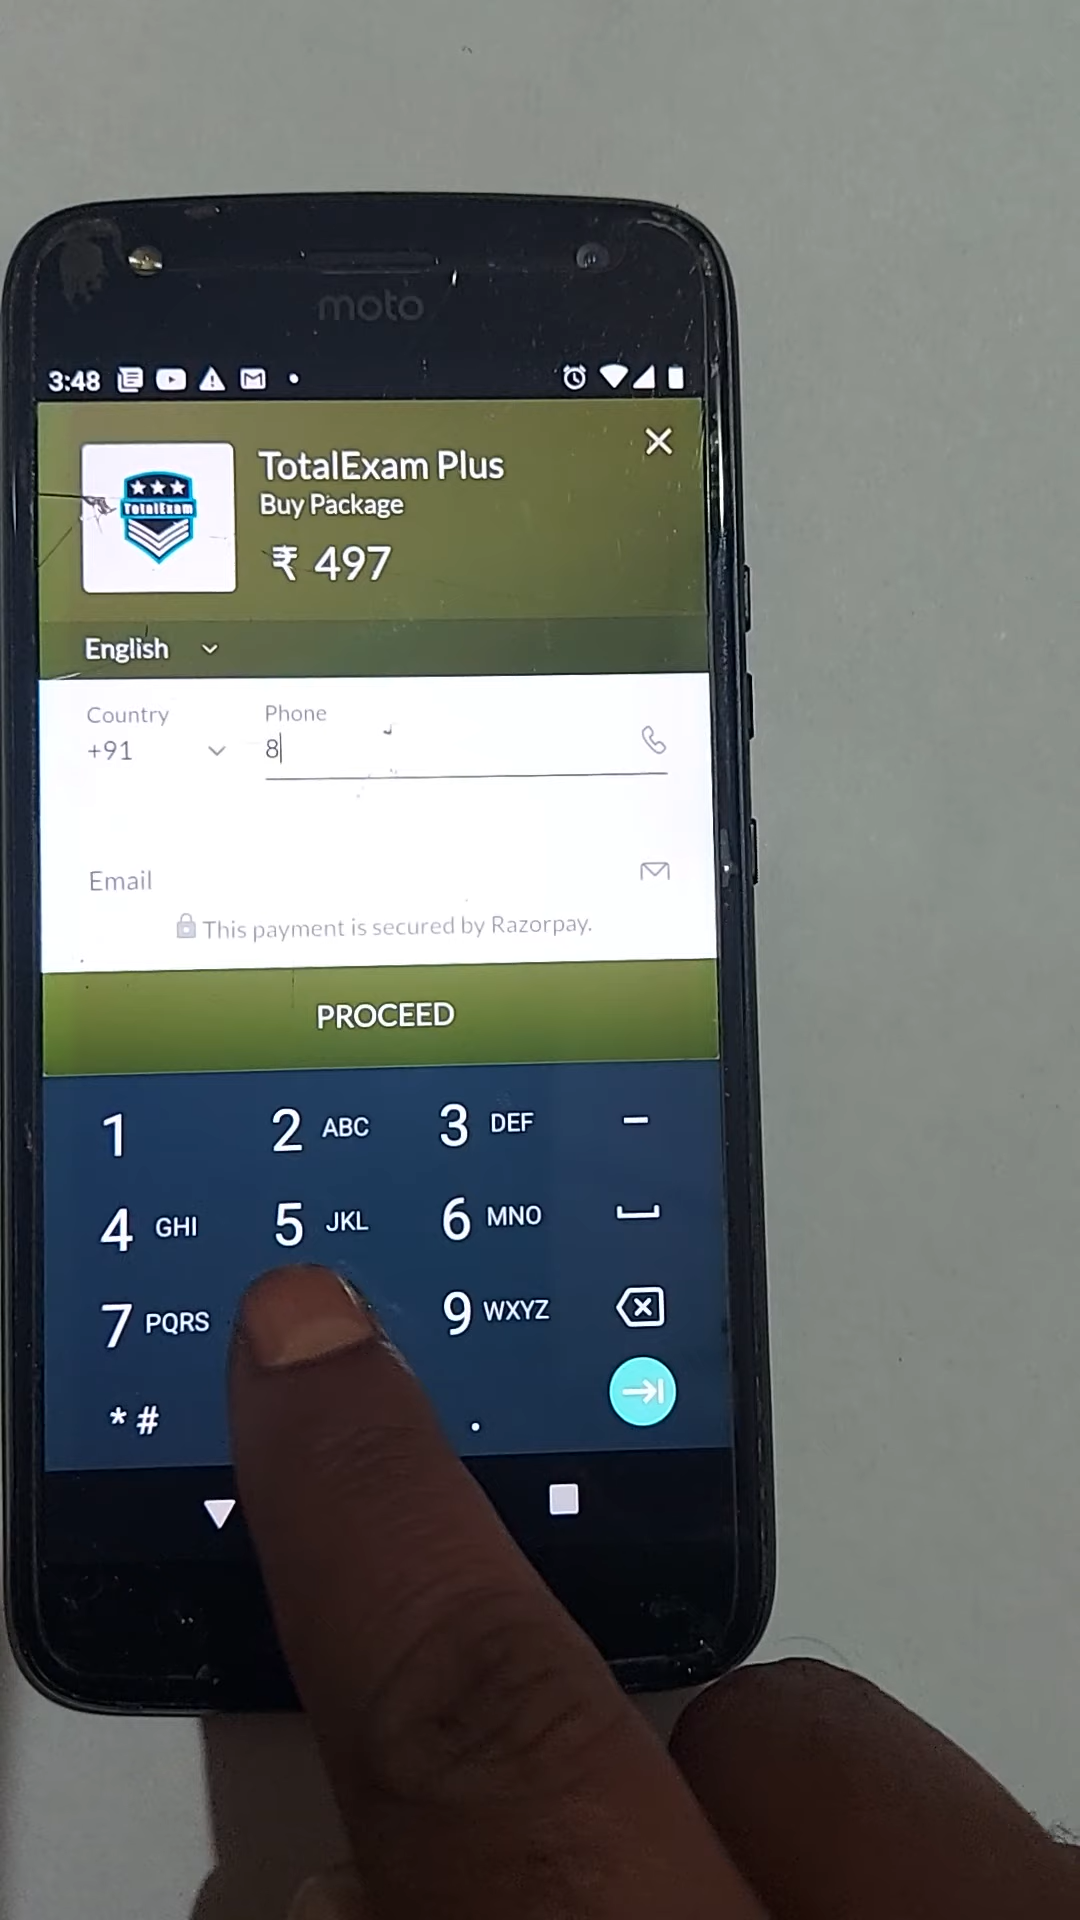 moto
3:48
TotalExam
TotalExam Plus
Buy Package
₹ 497
English
Country
Phone
+91
8
Email
This payment is secured by Razorpay.
PROCEED
1
2 ABC
3 DEF
–
4 GHI
5 JKL
6 MNO
7 PQRS
9 WXYZ
* #
.